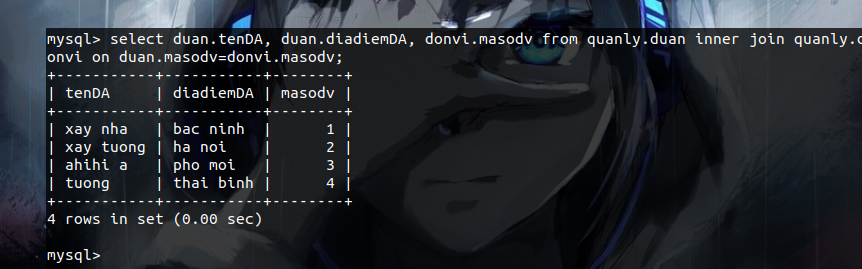 mysql> select duan.tenDA, duan.diadiemDA, donvi.masodv from quanly.duan inner join quanly.d
onvi on duan.masodv=donvi.masodv;
+-----------+-----------+--------+
| tenDA     | diadiemDA | masodv |
+-----------+-----------+--------+
| xay nha   | bac ninh  |      1 |
| xay tuong | ha noi    |      2 |
| ahihi a   | pho moi   |      3 |
| tuong     | thai binh |      4 |
+-----------+-----------+--------+
4 rows in set (0.00 sec)
mysql>